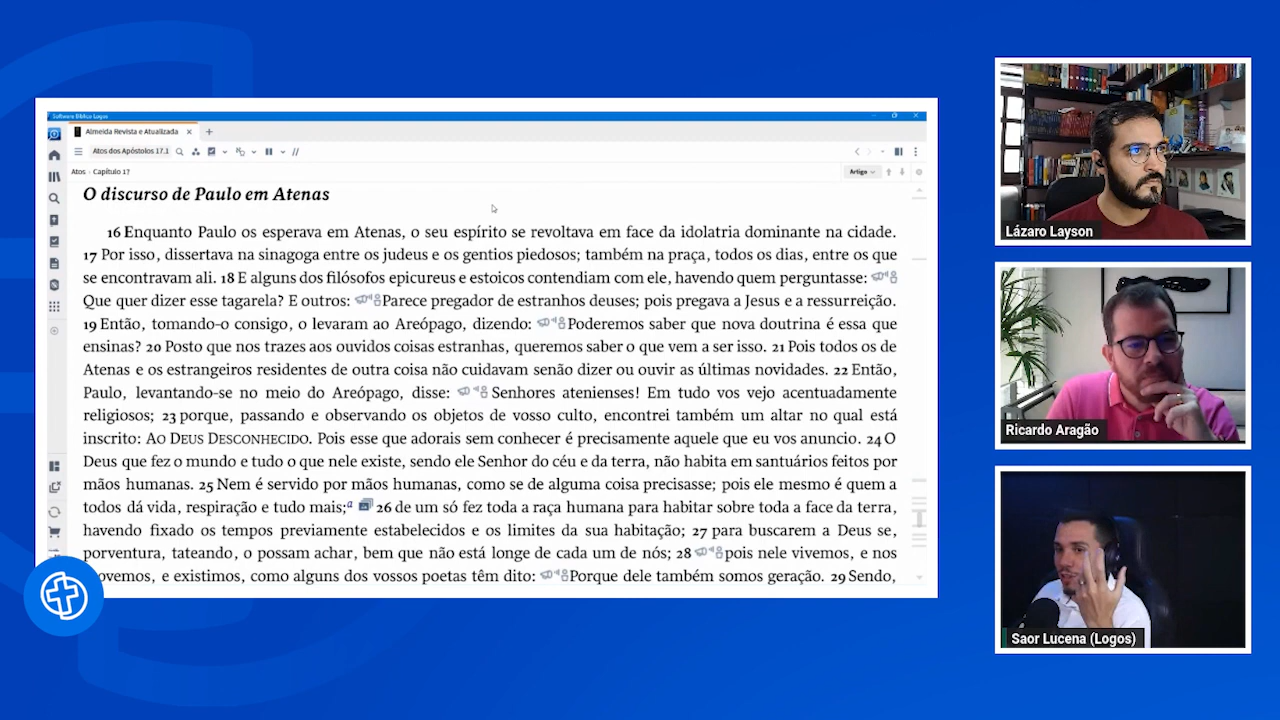 Software Bíblico Logos
Almeida Revista e Atualizada
Atos dos Apóstolos 17.1
Atos · Capítulo 17
Artigo
O discurso de Paulo em Atenas
16 Enquanto Paulo os esperava em Atenas, o seu espírito se revoltava em face da idolatria dominante na cidade.
17 Por isso, dissertava na sinagoga entre os judeus e os gentios piedosos; também na praça, todos os dias, entre os que
se encontravam ali. 18 E alguns dos filósofos epicureus e estoicos contendiam com ele, havendo quem perguntasse:
Que quer dizer esse tagarela? E outros: Parece pregador de estranhos deuses; pois pregava a Jesus e a ressurreição.
19 Então, tomando-o consigo, o levaram ao Areópago, dizendo: Poderemos saber que nova doutrina é essa que
ensinas? 20 Posto que nos trazes aos ouvidos coisas estranhas, queremos saber o que vem a ser isso. 21 Pois todos os de
Atenas e os estrangeiros residentes de outra coisa não cuidavam senão dizer ou ouvir as últimas novidades. 22 Então,
Paulo, levantando-se no meio do Areópago, disse: Senhores atenienses! Em tudo vos vejo acentuadamente
religiosos; 23 porque, passando e observando os objetos de vosso culto, encontrei também um altar no qual está
inscrito: AO DEUS DESCONHECIDO. Pois esse que adorais sem conhecer é precisamente aquele que eu vos anuncio. 24 O
Deus que fez o mundo e tudo o que nele existe, sendo ele Senhor do céu e da terra, não habita em santuários feitos por
mãos humanas. 25 Nem é servido por mãos humanas, como se de alguma coisa precisasse; pois ele mesmo é quem a
todos dá vida, respiração e tudo mais;a 26 de um só fez toda a raça humana para habitar sobre toda a face da terra,
havendo fixado os tempos previamente estabelecidos e os limites da sua habitação; 27 para buscarem a Deus se,
porventura, tateando, o possam achar, bem que não está longe de cada um de nós; 28 pois nele vivemos, e nos
ovemos, e existimos, como alguns dos vossos poetas têm dito: Porque dele também somos geração. 29 Sendo,
Lázaro Layson
Ricardo Aragão
Saor Lucena (Logos)